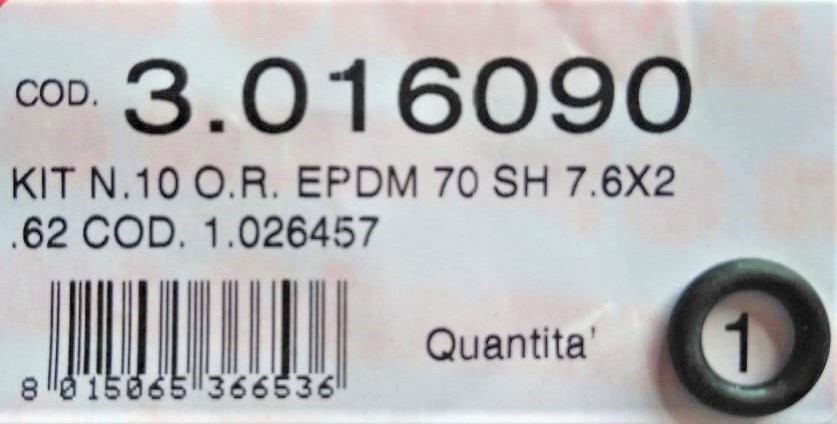 COD. 3.016090
KIT N.10 O.R. EPDM 70 SH 7.6X2
.62 COD. 1.026457
Quantita' 1
8 015065 366536